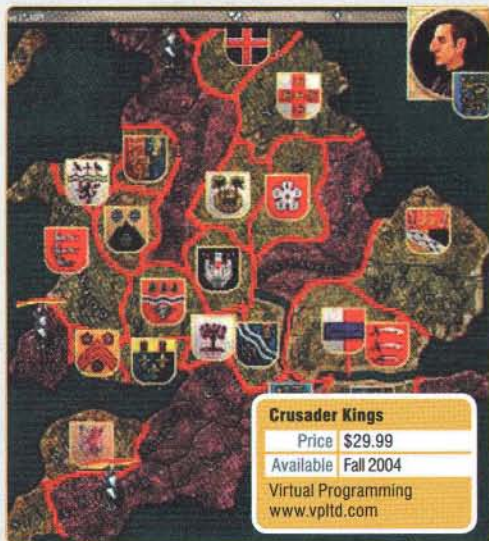 Crusader Kings
Price $29.99
Available Fall 2004
Virtual Programming
www.vpltd.com